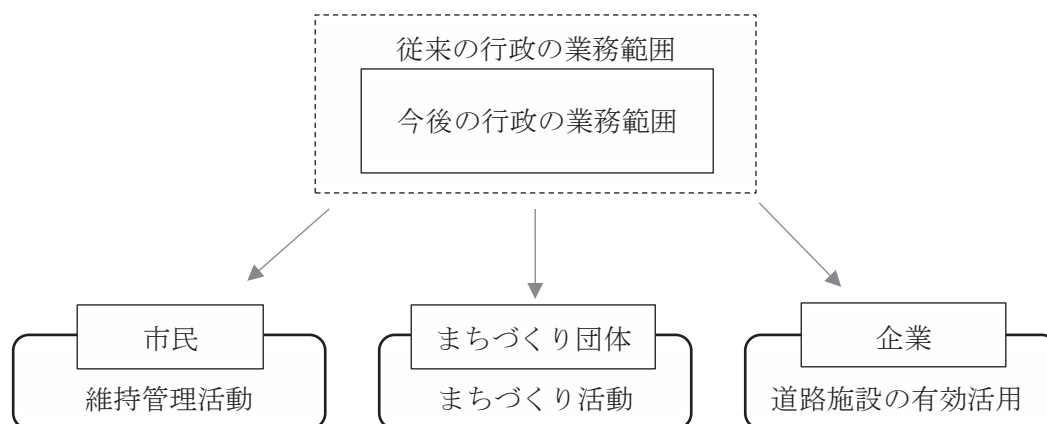 従来の行政の業務範囲
今後の行政の業務範囲
市民
維持管理活動
まちづくり団体
まちづくり活動
企業
道路施設の有効活用